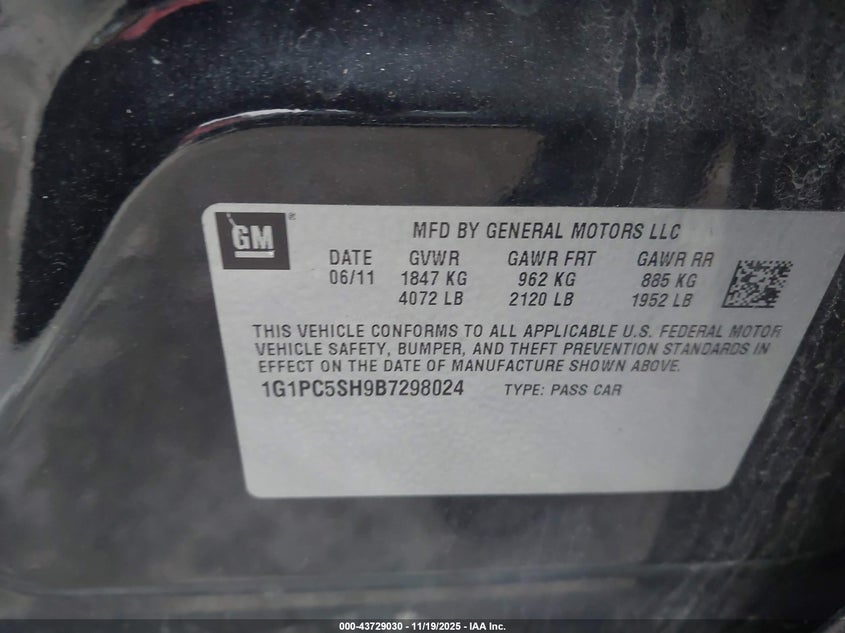 GM ®
MFD BY GENERAL MOTORS LLC
DATE GVWR GAWR FRT GAWR RR
06/11 1847 KG 962 KG 885 KG
4072 LB 2120 LB 1952 LB
THIS VEHICLE CONFORMS TO ALL APPLICABLE U.S. FEDERAL MOTOR
VEHICLE SAFETY, BUMPER, AND THEFT PREVENTION STANDARDS IN
EFFECT ON THE DATE OF MANUFACTURE SHOWN ABOVE.
1G1PC5SH9B7298024 TYPE: PASS CAR
000-43729030 - 11/19/2025 - IAA Inc.